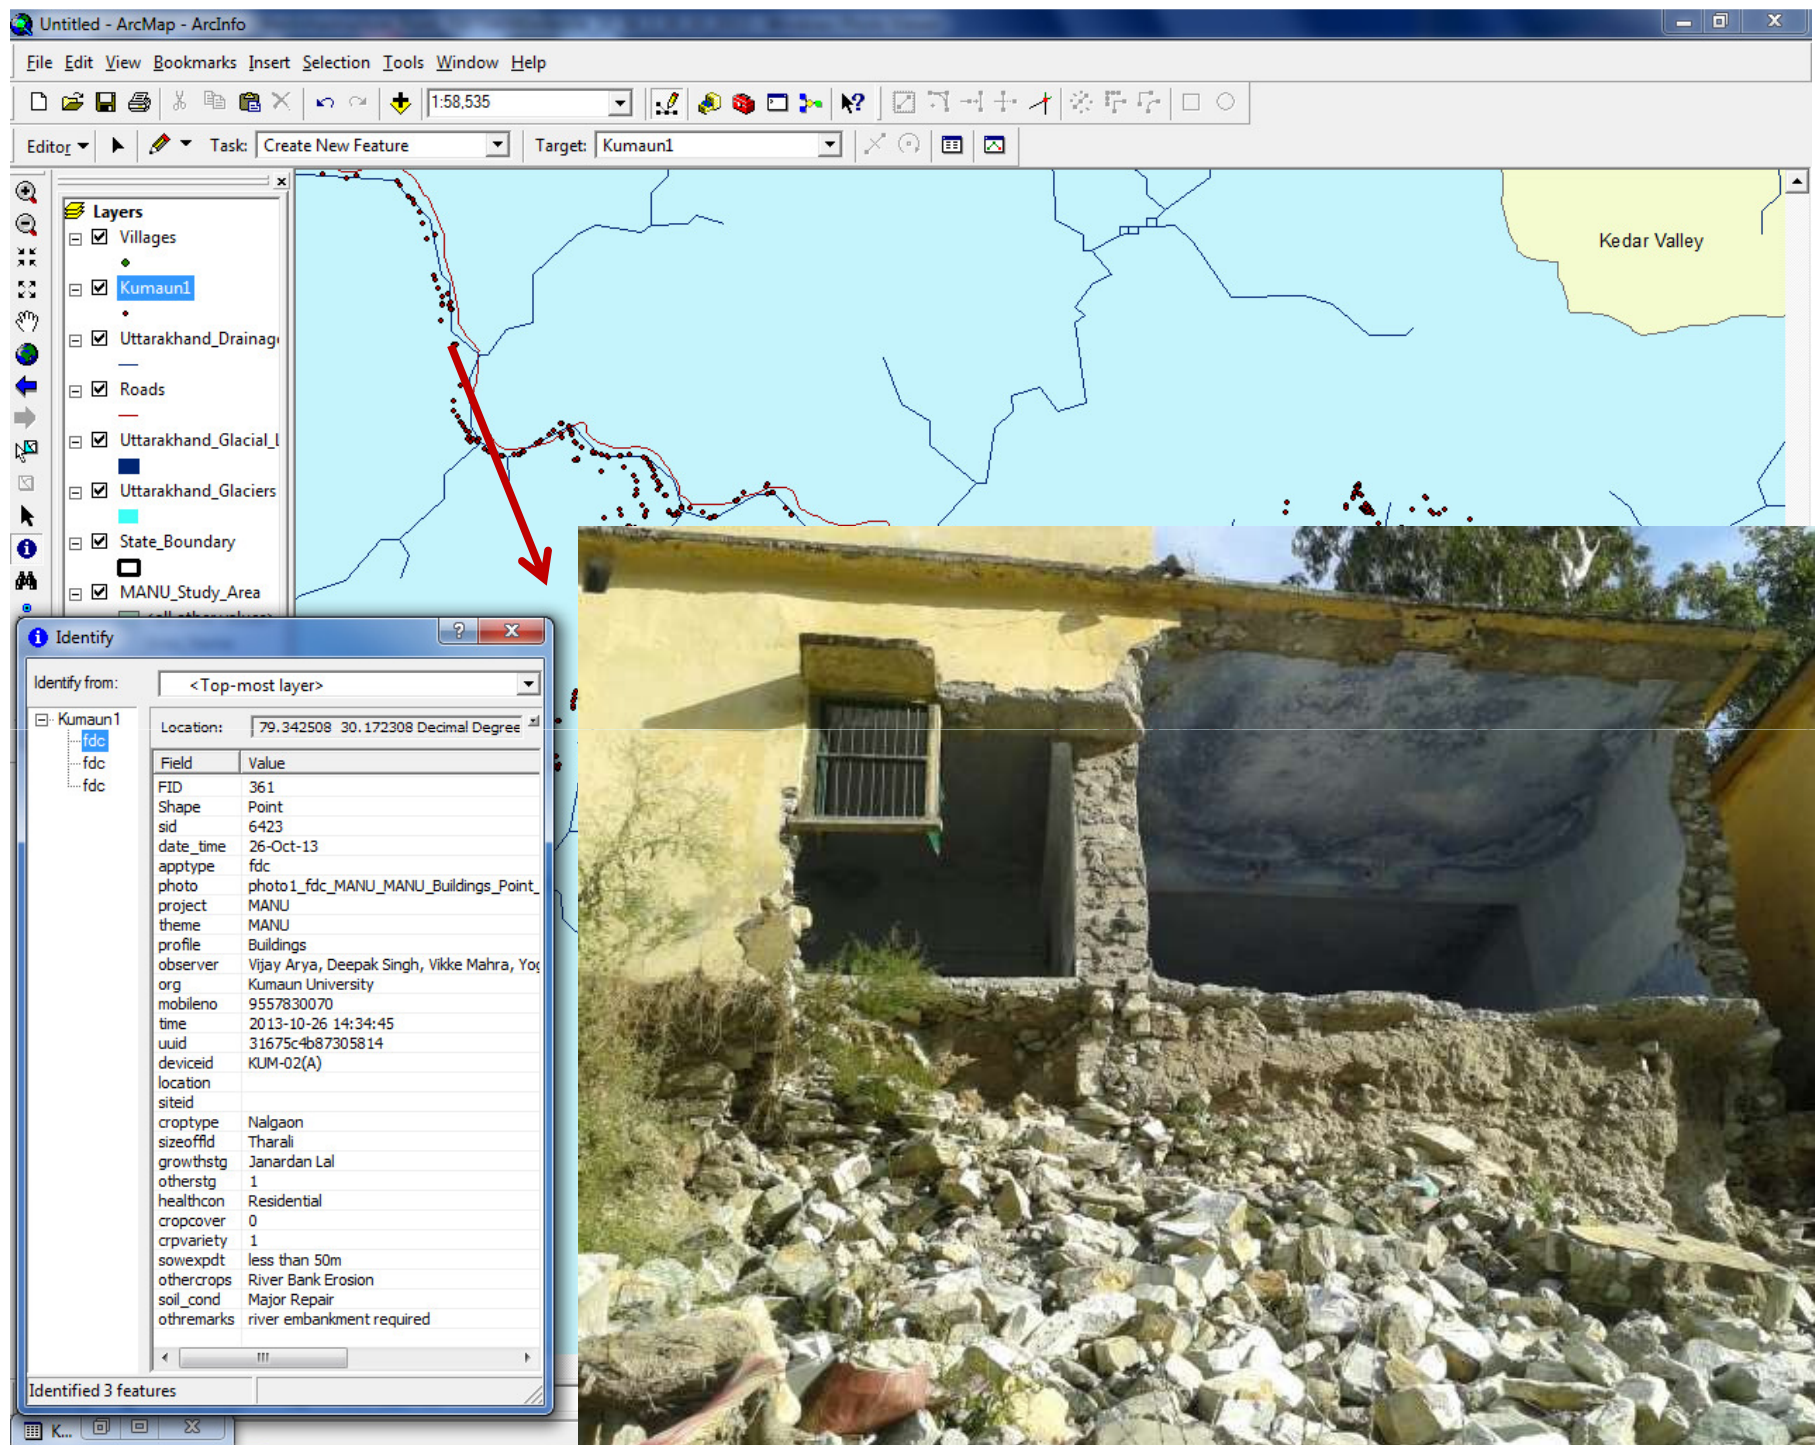 Untitled - ArcMap - ArcInfo
File Edit View Bookmarks Insert Selection Tools Window Help
1:58,535
Editor Task: Create New Feature Target: Kumaun1
Layers
Villages
Kumaun1
Uttarakhand_Drainag
Roads
Uttarakhand_Glacial_L
Uttarakhand_Glaciers
State_Boundary
MANU_Study_Area
Kedar Valley
Identify
Identify from: <Top-most layer>
Kumaun1
fdc
fdc
fdc
Location: 79.342508 30.172308 Decimal Degree
Field Value
FID 361
Shape Point
sid 6423
date_time 26-Oct-13
apptype fdc
photo photo1_fdc_MANU_MANU_Buildings_Point_
project MANU
theme MANU
profile Buildings
observer Vijay Arya, Deepak Singh, Vikke Mahra, Yog
org Kumaun University
mobileno 9557830070
time 2013-10-26 14:34:45
uuid 31675c4b87305814
deviceid KUM-02(A)
location
siteid
croptype Nalgaon
sizeoffld Tharali
growthstg Janardan Lal
otherstg 1
healthcon Residential
cropcover 0
crpvariety 1
sowexpdt less than 50m
othercrops River Bank Erosion
soil_cond Major Repair
othremarks river embankment required
Identified 3 features
K...